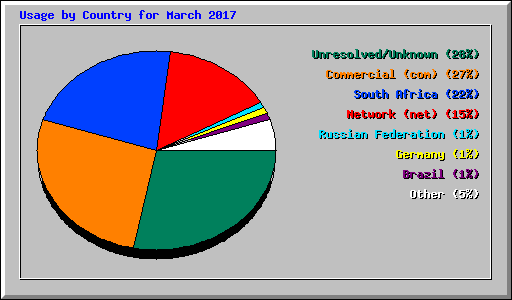 Usage by Country for March 2017
Unresolved/Unknown (28%)
Commercial (com) (27%)
South Africa (22%)
Network (net) (15%)
Russian Federation (1%)
Germany (1%)
Brazil (1%)
Other (5%)